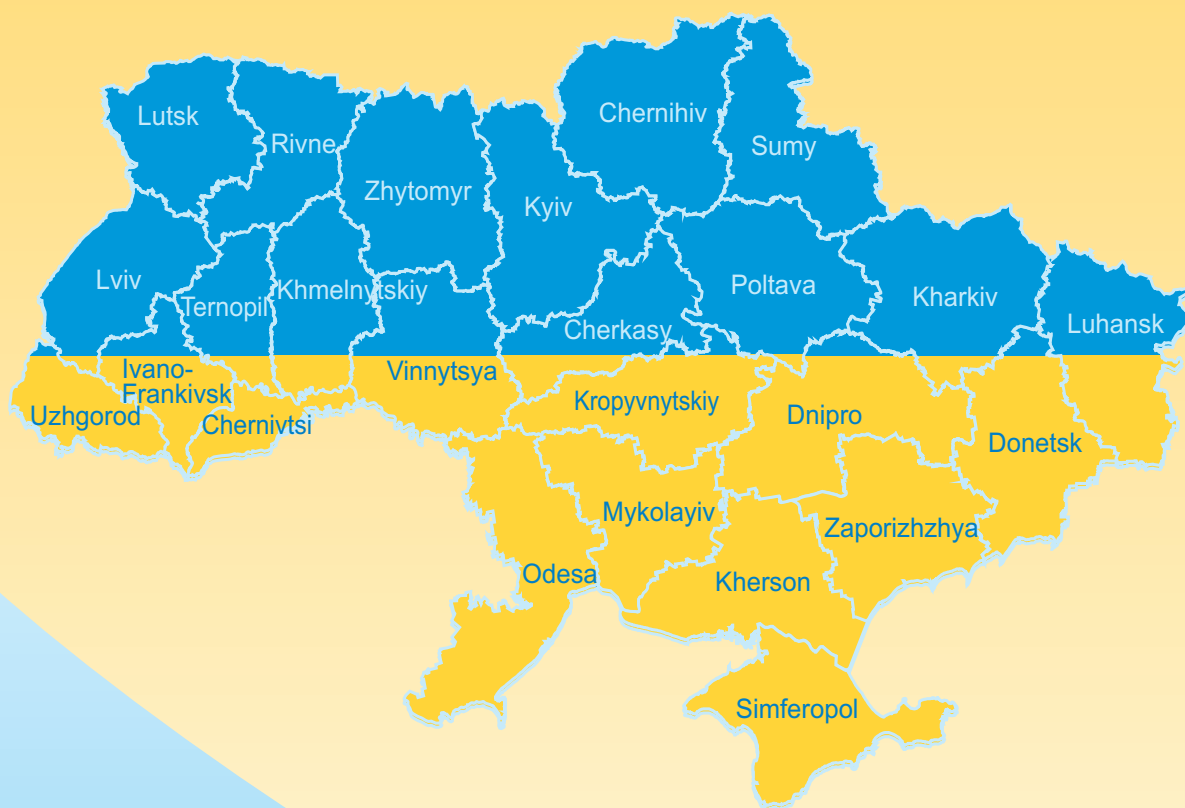 Lutsk
Rivne
Chernihiv
Sumy
Zhytomyr
Kyiv
Lviv
Ternopil
Khmelnytskiy
Poltava
Kharkiv
Cherkasy
Luhansk
Ivano-
Frankivsk
Vinnytsya
Uzhgorod
Chernivtsi
Kropyvnytskiy
Dnipro
Donetsk
Mykolayiv
Zaporizhzhya
Odesa
Kherson
Simferopol